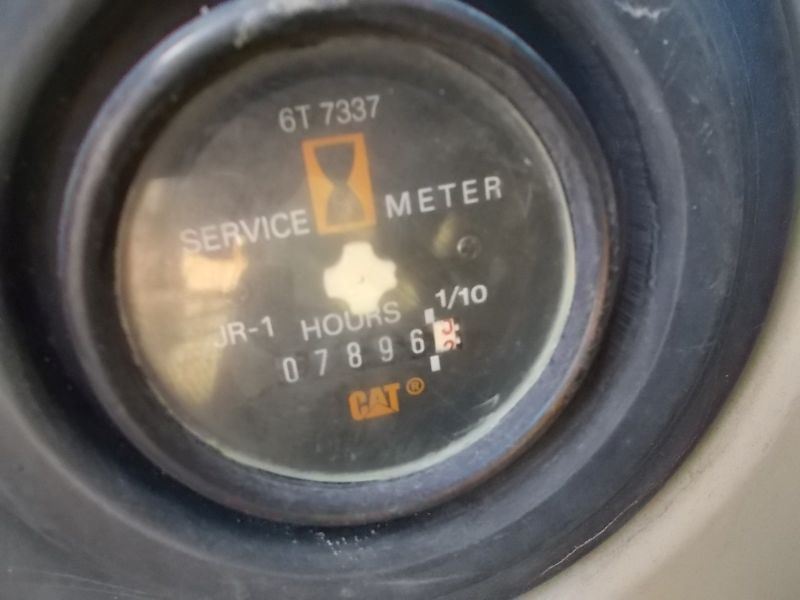 6T 7337
SERVICE METER
JR-1 HOURS 1/10
07896
CAT®